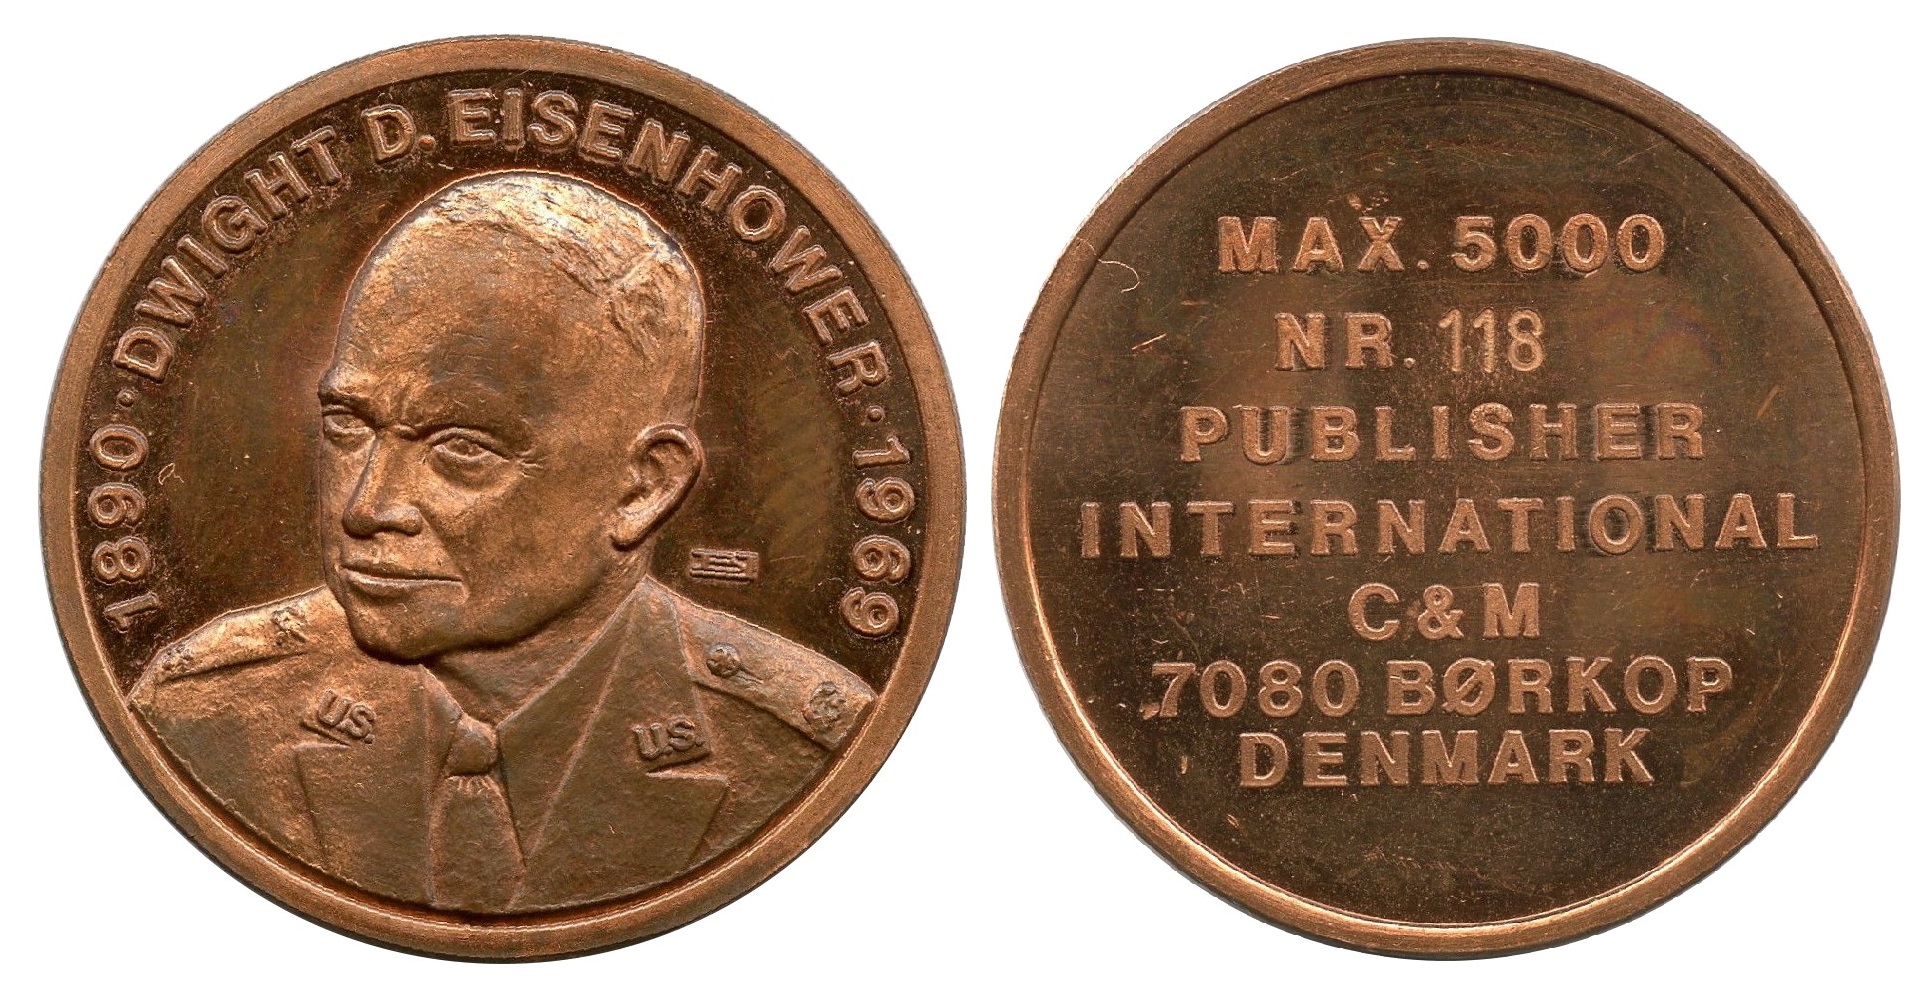 1890 · DWIGHT D. EISENHOWER · 1969
U.S.
U.S.
MAX. 5000
NR. 118
PUBLISHER
INTERNATIONAL
C&M
7080 BØRKOP
DENMARK